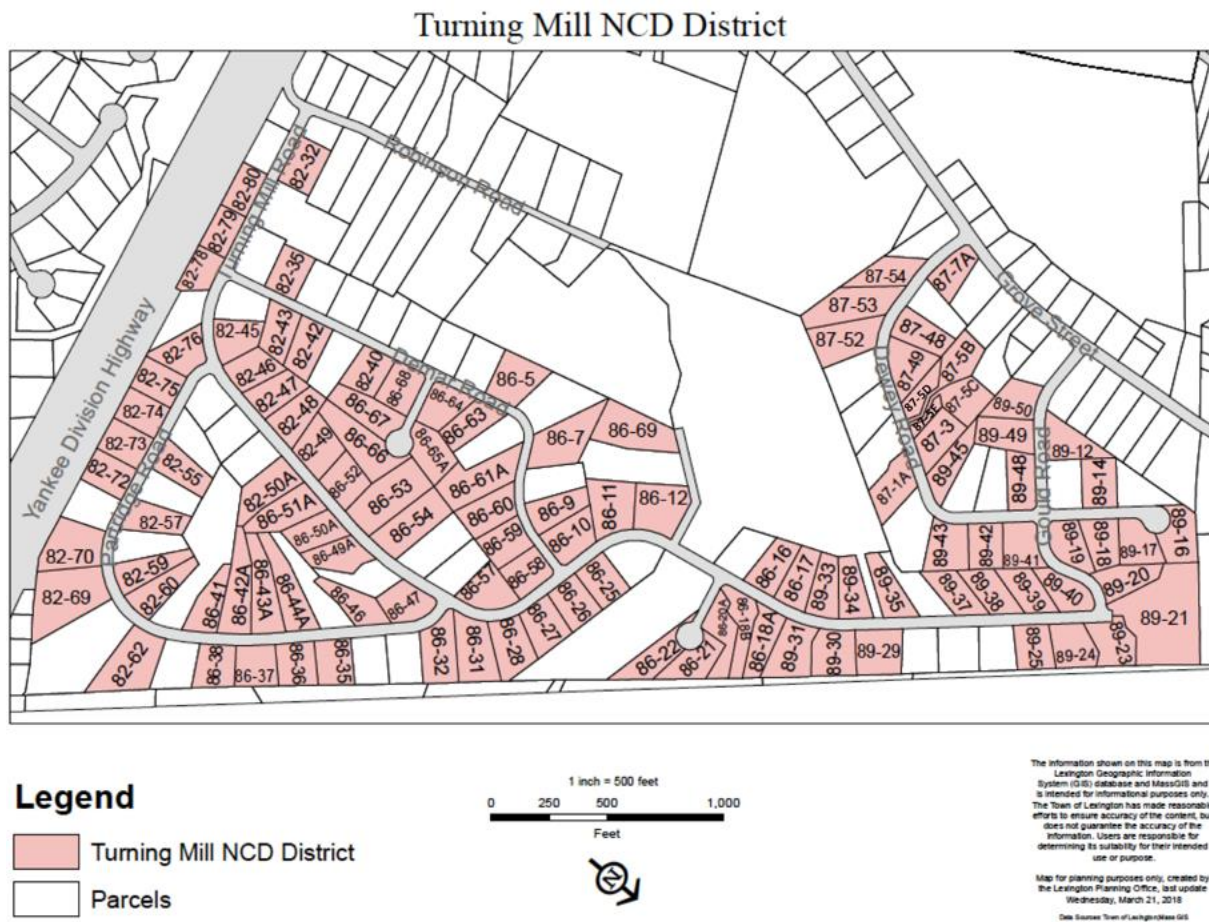 Turning Mill NCD District
Yankee Division Highway
Turning Mill Road
Robinson Road
Demar Road
Partridge Road
Grove Street
Dewey Road
Gould Road
82-32
82-80
82-79
82-78
82-35
82-43
82-42
82-45
82-76
82-46
82-40
86-68
86-5
86-64
86-63
82-75
82-47
86-67
82-74
82-48
86-65A
86-7
86-69
82-73
82-49
86-66
82-72
82-55
86-52
86-61A
82-50A
86-53
86-60
86-9
86-11
86-12
86-51A
82-57
86-54
86-59
86-10
86-50A
86-49A
82-70
82-59
82-60
86-58
86-57
82-69
86-41
86-42A
86-43A
86-44A
86-46
86-47
86-25
86-26
86-27
86-28
82-62
86-38
86-37
86-36
86-35
86-32
86-31
87-54
87-7A
87-53
87-52
87-48
87-49
87-5B
87-5D
87-5C
87-5E
87-3
89-50
89-49
89-12
89-45
87-1A
89-48
89-14
89-43
89-42
89-41
89-19
89-18
89-17
89-16
86-16
86-17
89-33
89-34
89-35
89-37
89-38
89-39
89-40
89-20
89-21
86-22
86-21
86-20A
86-18B
86-18A
89-31
89-30
89-29
89-25
89-24
89-23
Legend
Turning Mill NCD District
Parcels
1 inch = 500 feet
0 250 500 1,000
Feet
N
The information shown on this map is from th
Lexington Geographic Information
System (GIS) database and MassGIS and
is intended for informational purposes only.
The Town of Lexington has made reasonable
efforts to ensure accuracy of the content, but
does not guarantee the accuracy of the
information. Users are responsible for
determining its suitability for their intended
use or purpose.
Map for planning purposes only, created by
the Lexington Planning Office, last update
Wednesday, March 21, 2018
Data Sources Town of Lexington/Mass GIS